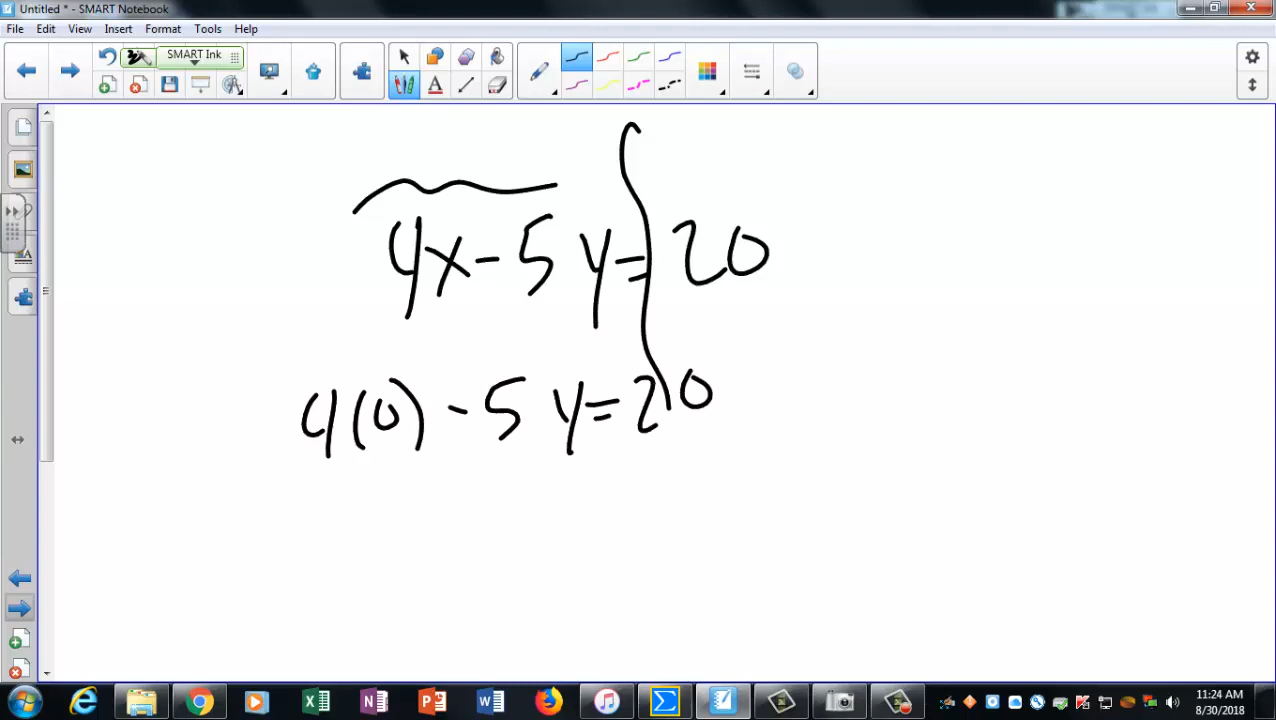 Untitled * - SMART Notebook
File Edit View Insert Format Tools Help
SMART Ink
4x - 5y = 20
4(0) - 5y = 20
11:24 AM
8/30/2018